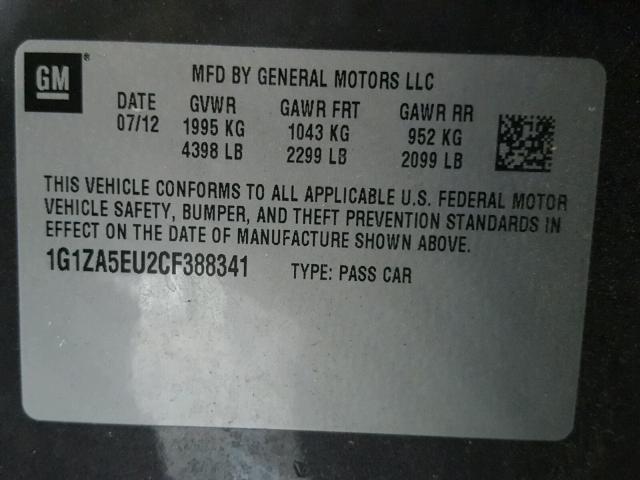 GM ®
MFD BY GENERAL MOTORS LLC
DATE GVWR GAWR FRT GAWR RR
07/12 1995 KG 1043 KG 952 KG
4398 LB 2299 LB 2099 LB
THIS VEHICLE CONFORMS TO ALL APPLICABLE U.S. FEDERAL MOTOR
VEHICLE SAFETY, BUMPER, AND THEFT PREVENTION STANDARDS IN
EFFECT ON THE DATE OF MANUFACTURE SHOWN ABOVE.
1G1ZA5EU2CF388341 TYPE: PASS CAR